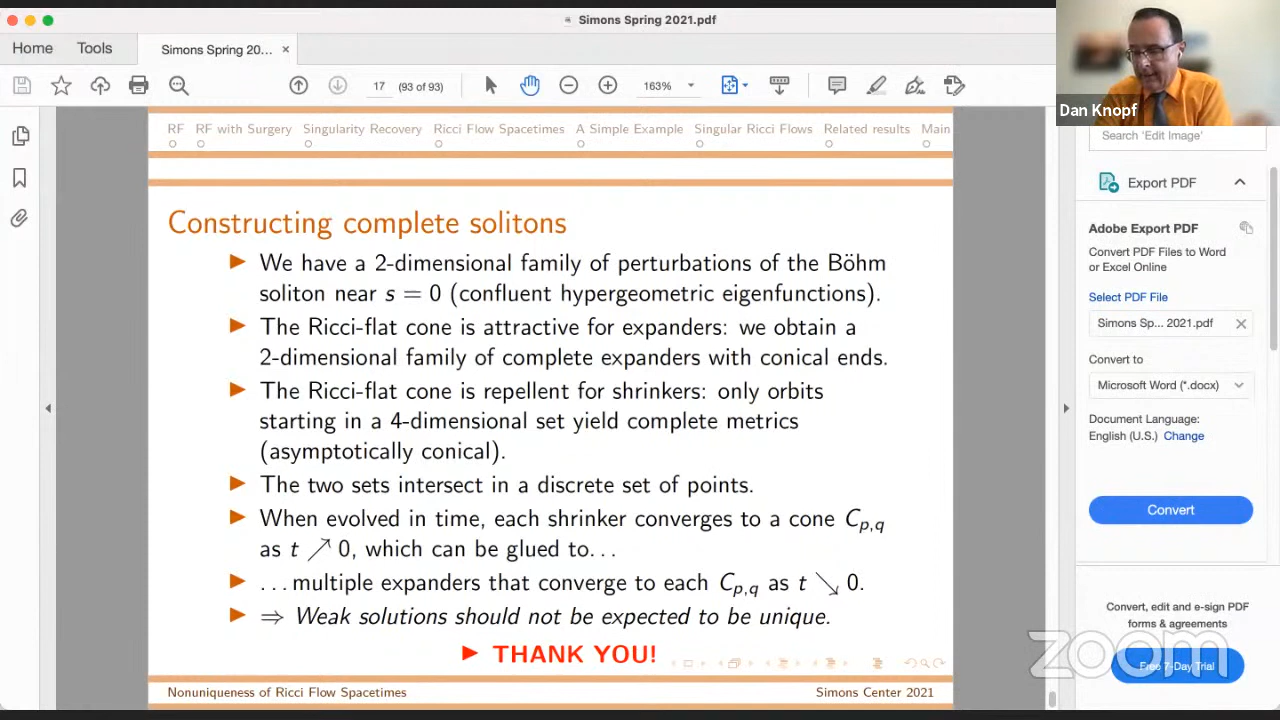 Simons Spring 2021.pdf
Home
Tools
Simons Spring 20...
17
(93 of 93)
163%
Dan Knopf
RF
RF with Surgery
Singularity Recovery
Ricci Flow Spacetimes
A Simple Example
Singular Ricci Flows
Related results
Main
Constructing complete solitons
We have a 2-dimensional family of perturbations of the Böhm
soliton near s = 0 (confluent hypergeometric eigenfunctions).
The Ricci-flat cone is attractive for expanders: we obtain a
2-dimensional family of complete expanders with conical ends.
The Ricci-flat cone is repellent for shrinkers: only orbits
starting in a 4-dimensional set yield complete metrics
(asymptotically conical).
The two sets intersect in a discrete set of points.
When evolved in time, each shrinker converges to a cone C_{p,q}
as t ↗ 0, which can be glued to...
...multiple expanders that converge to each C_{p,q} as t ↘ 0.
⇒ Weak solutions should not be expected to be unique.
THANK YOU!
Nonuniqueness of Ricci Flow Spacetimes
Simons Center 2021
Search 'Edit Image'
Export PDF
Adobe Export PDF
Convert PDF Files to Word
or Excel Online
Select PDF File
Simons Sp... 2021.pdf
Convert to
Microsoft Word (*.docx)
Document Language:
English (U.S.) Change
Convert
Convert, edit and e-sign PDF
forms & agreements
Free 7-Day Trial
zoom